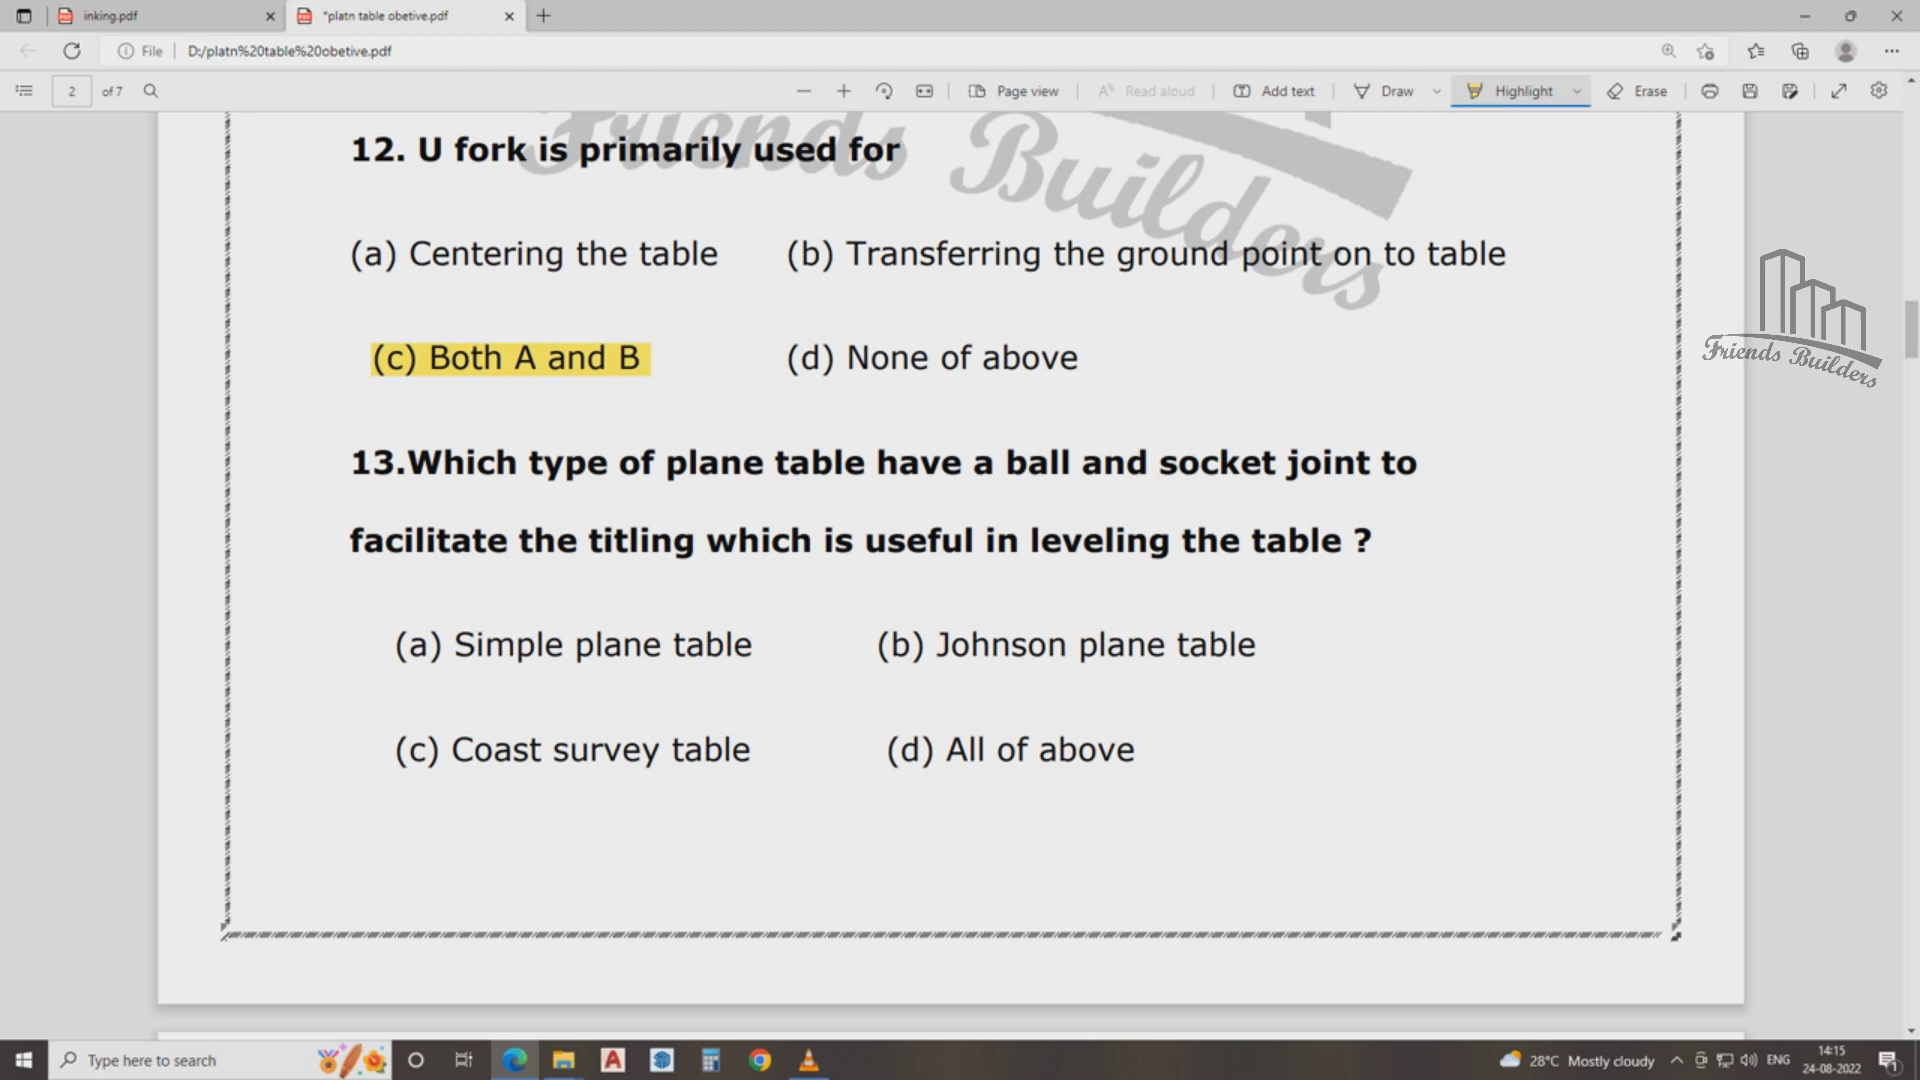 inking.pdf
*platn table obetive.pdf
File
D:/platn%20table%20obetive.pdf
2 of 7
Page view
Read aloud
Add text
Draw
Highlight
Erase
Friends Builders
12. U fork is primarily used for
(a) Centering the table (b) Transferring the ground point on to table
(c) Both A and B (d) None of above
Friends Builders
13.Which type of plane table have a ball and socket joint to
facilitate the titling which is useful in leveling the table ?
(a) Simple plane table (b) Johnson plane table
(c) Coast survey table (d) All of above
Type here to search
28°C Mostly cloudy
ENG
14:15
24-08-2022
1